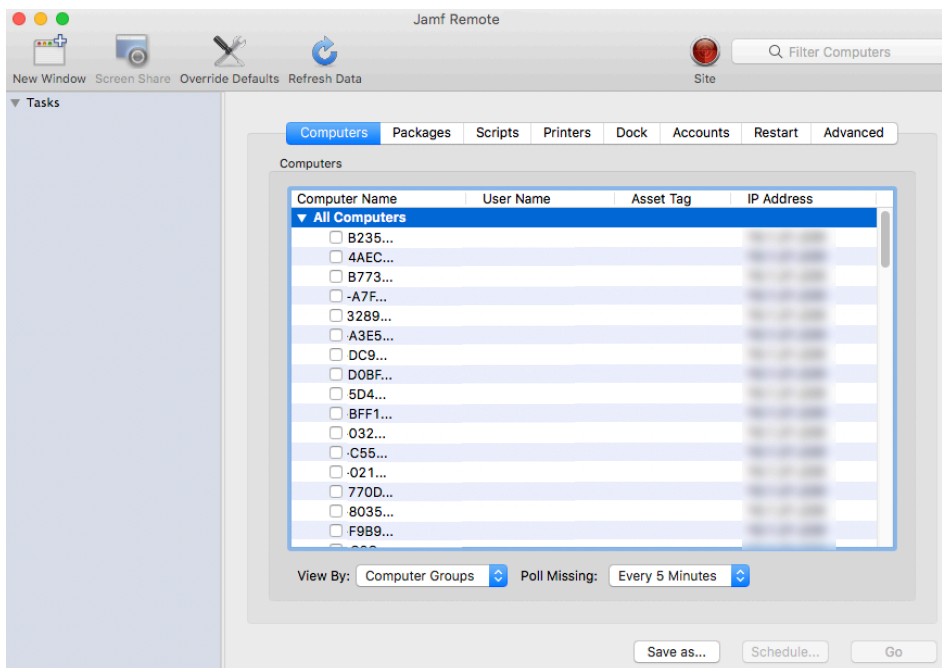 Jamf Remote
New Window Screen Share Override Defaults Refresh Data Site Filter Computers
Tasks
Computers Packages Scripts Printers Dock Accounts Restart Advanced
Computers
Computer Name User Name Asset Tag IP Address
All Computers
B235...
4AEC...
B773...
-A7F...
3289...
A3E5...
DC9...
D0BF...
5D4...
BFF1...
032...
C55...
021...
770D...
8035...
F9B9...
View By: Computer Groups Poll Missing: Every 5 Minutes
Save as... Schedule... Go